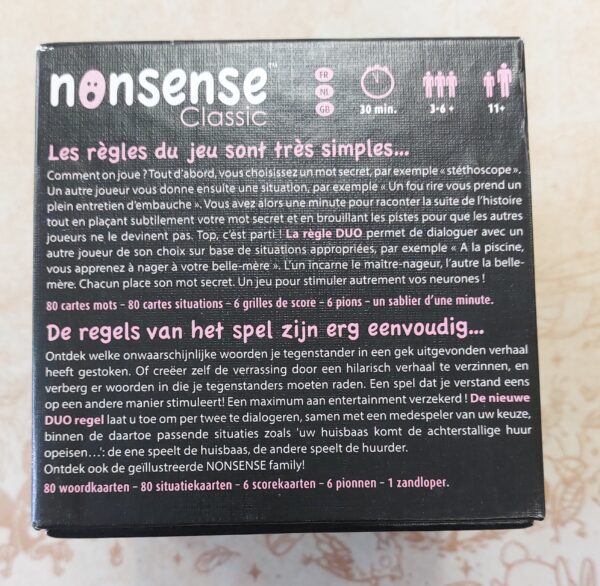 nonsense™
Classic
FR
NL
GB
30 min.
3-6 +
11+
Les règles du jeu sont très simples...
Comment on joue ? Tout d'abord, vous choisissez un mot secret, par exemple « stéthoscope ».
Un autre joueur vous donne ensuite une situation, par exemple « Un fou rire vous prend un
plein entretien d'embauche ». Vous avez alors une minute pour raconter la suite de l'histoire
tout en plaçant subtilement votre mot secret et en brouillant les pistes pour que les autres
joueurs ne le devinent pas. Top, c'est parti ! La règle DUO permet de dialoguer avec un
autre joueur de son choix sur base de situations appropriées, par exemple « A la piscine,
vous apprenez à nager à votre belle-mère ». L'un incarne le maître-nageur, l'autre la belle-
mère. Chacun place son mot secret. Un jeu pour stimuler autrement vos neurones !
80 cartes mots – 80 cartes situations – 6 grilles de score – 6 pions – un sablier d'une minute.
De regels van het spel zijn erg eenvoudig...
Ontdek welke onwaarschijnlijke woorden je tegenstander in een gek uitgevonden verhaal
heeft gestoken. Of creëer zelf de verrassing door een hilarisch verhaal te verzinnen, en
verberg er woorden in die je tegenstanders moeten raden. Een spel dat je verstand eens
op een andere manier stimuleert! Een maximum aan entertainment verzekerd ! De nieuwe
DUO regel laat u toe om per twee te dialogeren, samen met een medespeler van uw keuze,
binnen de daartoe passende situaties zoals 'uw huisbaas komt de achterstallige huur
opeisen…': de ene speelt de huisbaas, de andere speelt de huurder.
Ontdek ook de geïllustreerde NONSENSE family!
80 woordkaarten – 80 situatiekaarten – 6 scorekaarten – 6 pionnen – 1 zandloper.